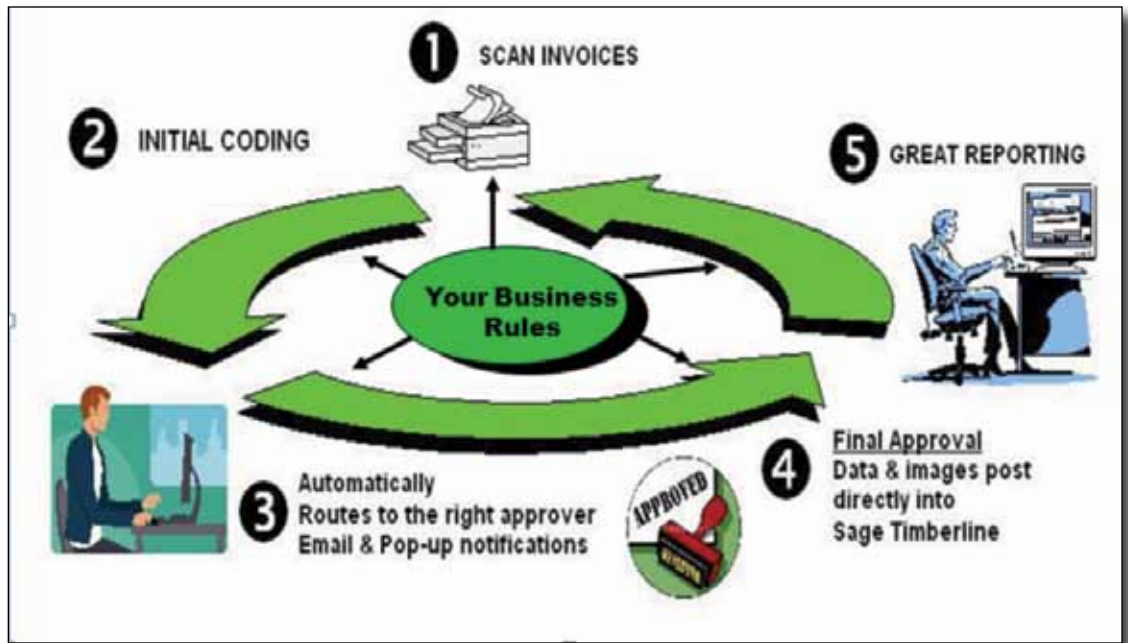 1 SCAN INVOICES
2 INITIAL CODING
5 GREAT REPORTING
Your Business
Rules
3 Automatically
Routes to the right approver
Email & Pop-up notifications
APPROVED
4 Final Approval
Data & images post
directly into
Sage Timberline